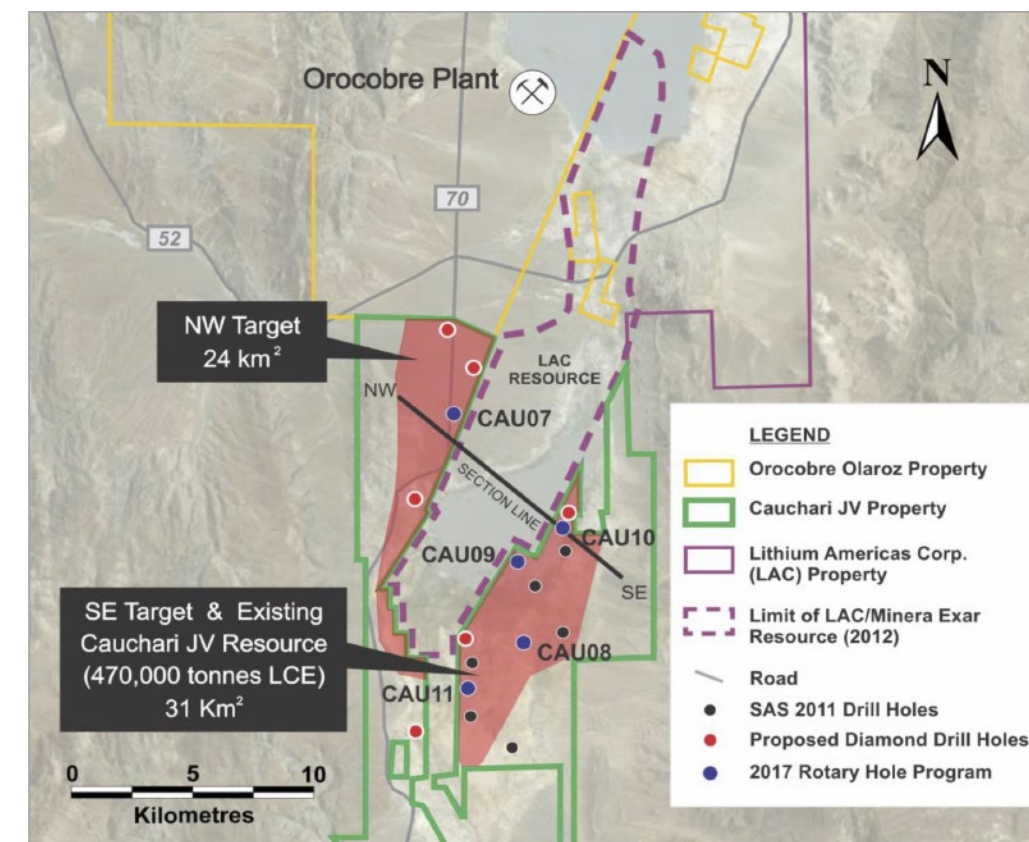 Orocobre Plant
N
70
52
NW Target
24 km²
LAC
RESOURCE
NW
CAU07
SECTION LINE
CAU10
CAU09
SE
CAU08
SE Target & Existing
Cauchari JV Resource
(470,000 tonnes LCE)
31 Km²
CAU11
0 5 10
Kilometres
LEGEND
Orocobre Olaroz Property
Cauchari JV Property
Lithium Americas Corp.
(LAC) Property
Limit of LAC/Minera Exar
Resource (2012)
Road
SAS 2011 Drill Holes
Proposed Diamond Drill Holes
2017 Rotary Hole Program